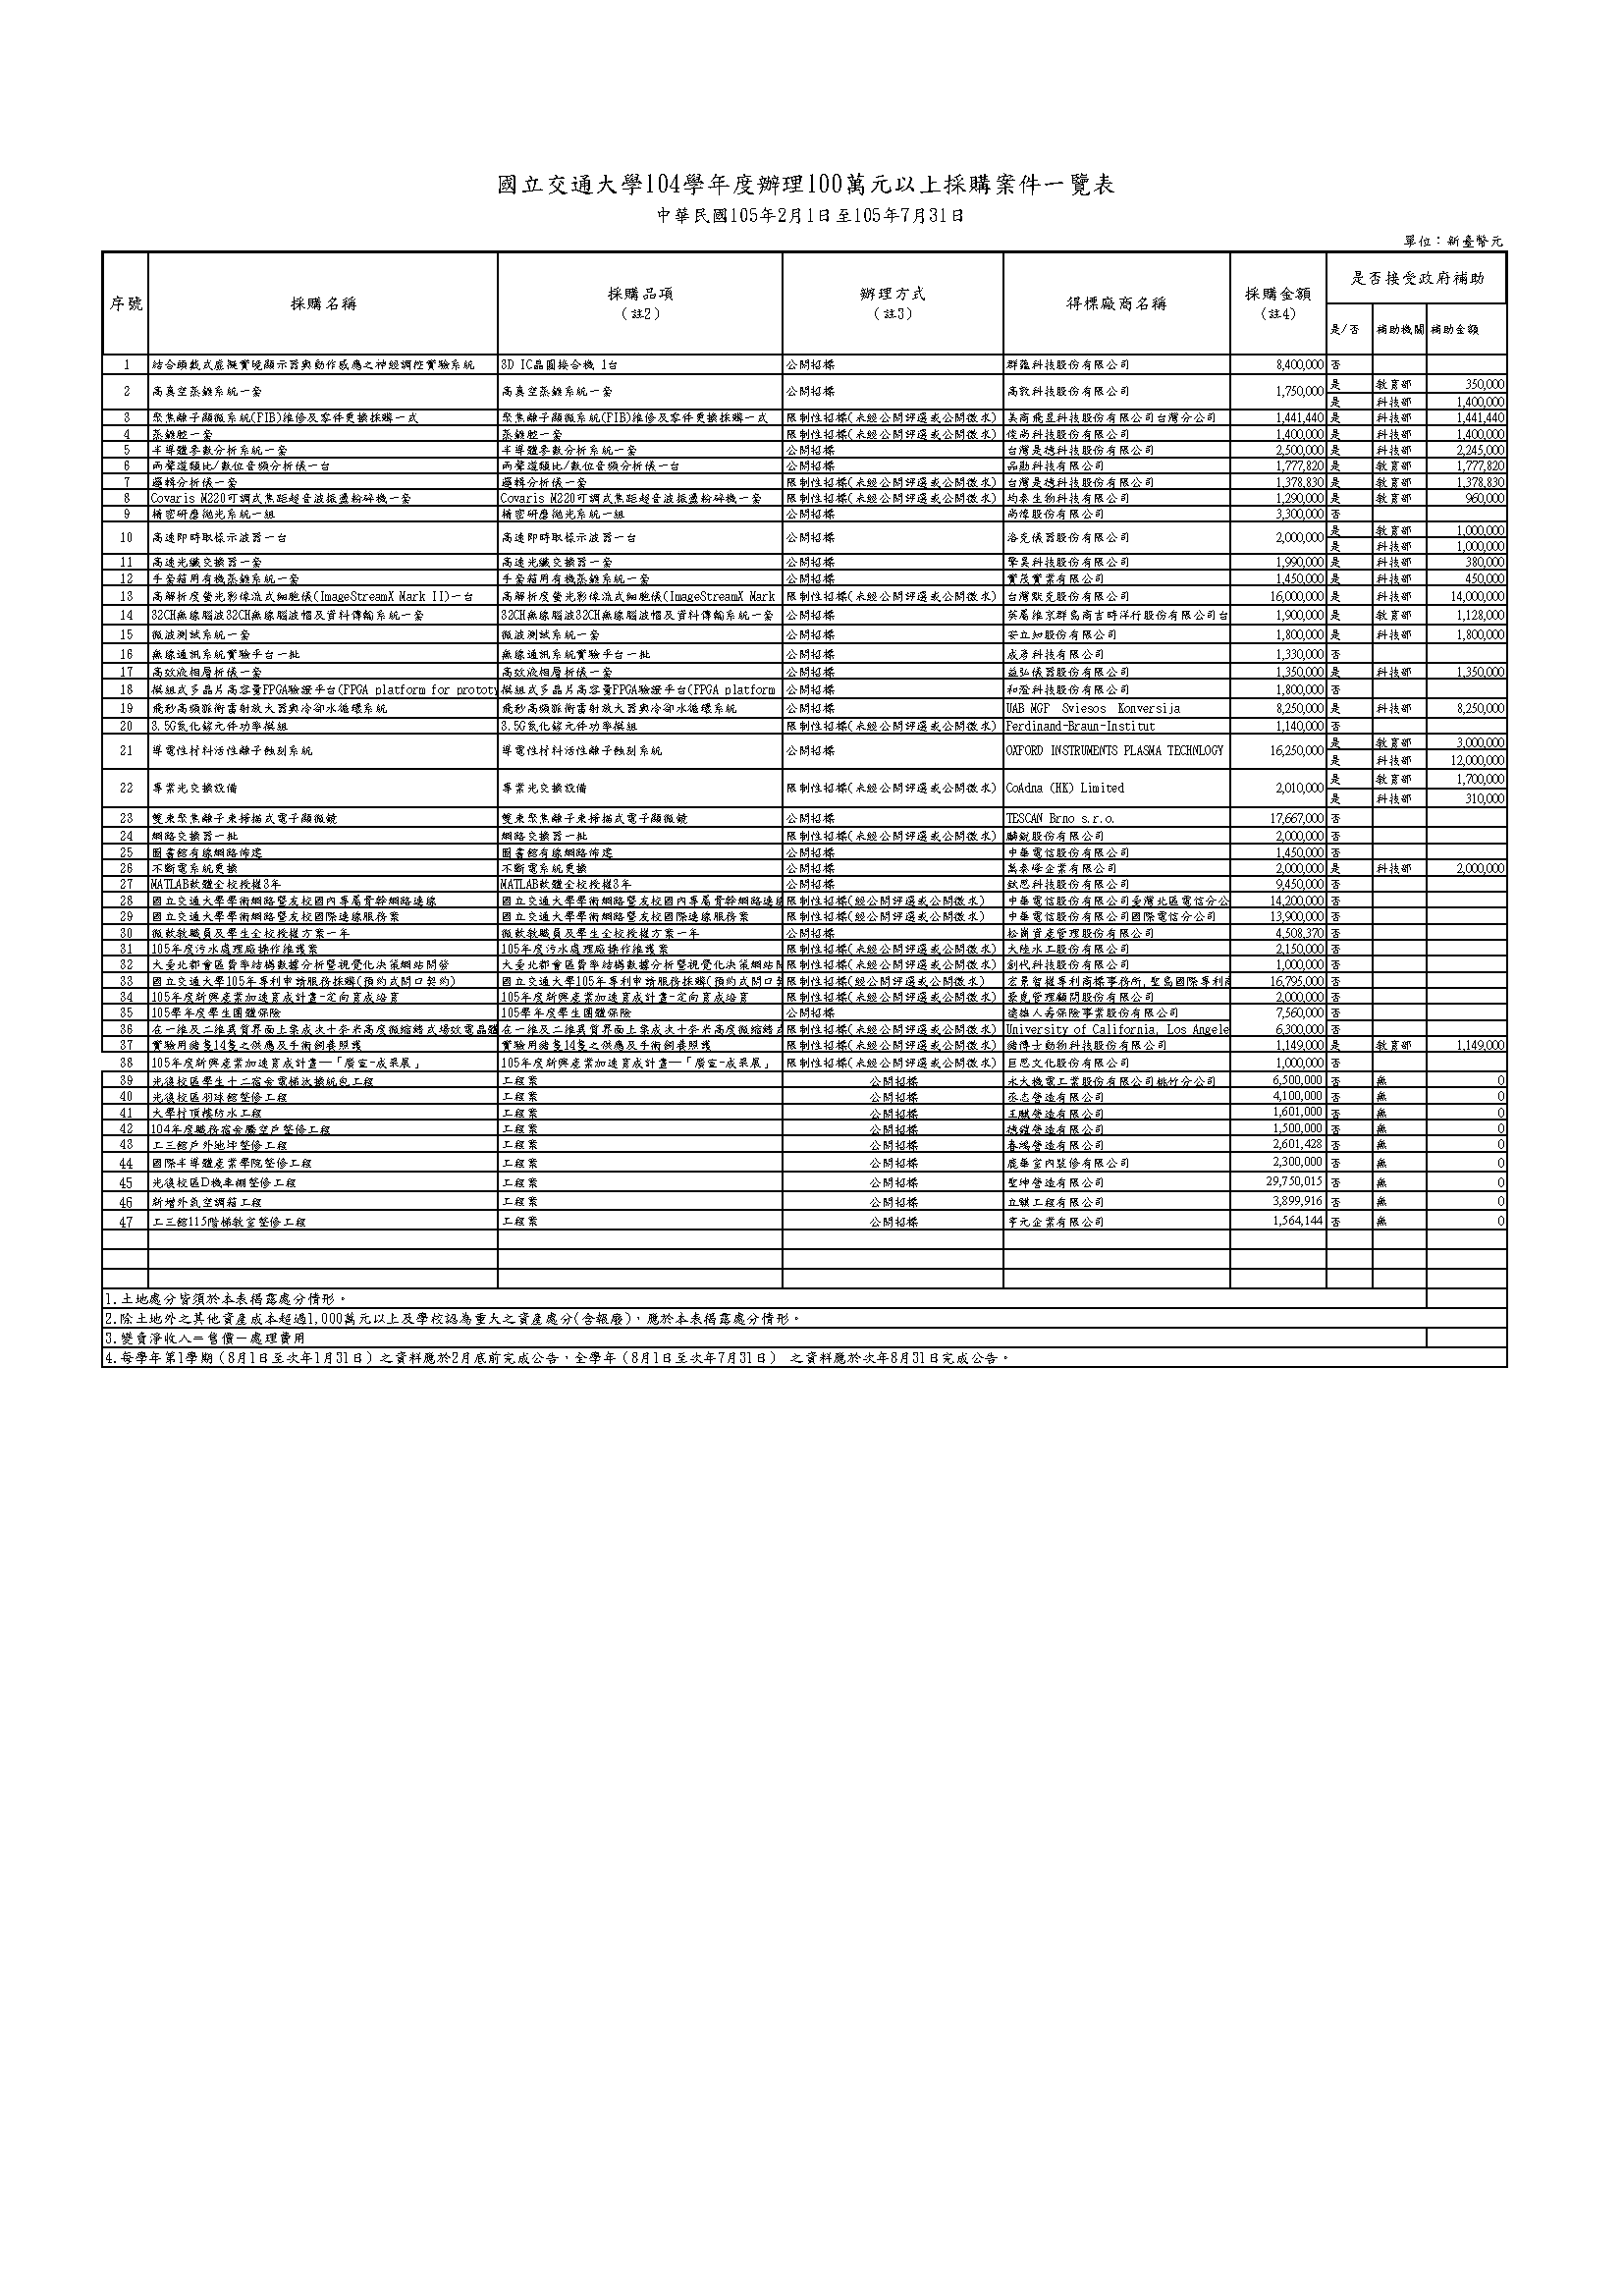 國立交通大學104學年度辦理100萬元以上採購案件一覽表
中華民國105年2月1日至105年7月31日
單位：新臺幣元
序號 採購名稱 採購品項（註2） 辦理方式（註3） 得標廠商名稱 採購金額（註4） 是否接受政府補助
是/否 補助機關 補助金額
1 結合頭戴式虛擬實境顯示器與動作感應之神經調控實驗系統 3D IC晶圓接合機 1台 公開招標 群蘊科技股份有限公司 8,400,000 否
2 高真空蒸鍍系統一套 高真空蒸鍍系統一套 公開招標 高敦科技股份有限公司 1,750,000 是 教育部 350,000
是 科技部 1,400,000
3 聚焦離子顯微系統(FIB)維修及零件更換採購一式 聚焦離子顯微系統(FIB)維修及零件更換採購一式 限制性招標(未經公開評選或公開徵求) 美商飛昱科技股份有限公司台灣分公司 1,441,440 是 科技部 1,441,440
4 蒸鍍腔一套 蒸鍍腔一套 限制性招標(未經公開評選或公開徵求) 俊尚科技股份有限公司 1,400,000 是 科技部 1,400,000
5 半導體參數分析系統一套 半導體參數分析系統一套 公開招標 台灣是德科技股份有限公司 2,500,000 是 科技部 2,245,000
6 兩聲道類比/數位音頻分析儀一台 兩聲道類比/數位音頻分析儀一台 公開招標 品勛科技有限公司 1,777,820 是 教育部 1,777,820
7 邏輯分析儀一套 邏輯分析儀一套 限制性招標(未經公開評選或公開徵求) 台灣是德科技股份有限公司 1,378,830 是 教育部 1,378,830
8 Covaris M220可調式焦距超音波振盪粉碎機一套 Covaris M220可調式焦距超音波振盪粉碎機一套 限制性招標(未經公開評選或公開徵求) 均泰生物科技有限公司 1,290,000 是 教育部 960,000
9 精密研磨拋光系統一組 精密研磨拋光系統一組 公開招標 尚偉股份有限公司 3,300,000 否
10 高速即時取樣示波器一台 高速即時取樣示波器一台 公開招標 洛克儀器股份有限公司 2,000,000 是 教育部 1,000,000
是 科技部 1,000,000
11 高速光纖交換器一套 高速光纖交換器一套 公開招標 擎昊科技股份有限公司 1,990,000 是 科技部 380,000
12 手套箱用有機蒸鍍系統一套 手套箱用有機蒸鍍系統一套 公開招標 實茂實業有限公司 1,450,000 是 科技部 450,000
13 高解析度螢光影像流式細胞儀(ImageStreamX Mark II)一台 高解析度螢光影像流式細胞儀(ImageStreamX Mark 限制性招標(未經公開評選或公開徵求) 台灣默克股份有限公司 16,000,000 是 科技部 14,000,000
14 32CH無線腦波32CH無線腦波帽及資料傳輸系統一套 32CH無線腦波32CH無線腦波帽及資料傳輸系統一套 公開招標 英屬維京群島商吉時洋行股份有限公司台 1,900,000 是 教育部 1,128,000
15 微波測試系統一套 微波測試系統一套 公開招標 安立知股份有限公司 1,800,000 是 科技部 1,800,000
16 無線通訊系統實驗平台一批 無線通訊系統實驗平台一批 公開招標 成彥科技有限公司 1,330,000 否
17 高效液相層析儀一套 高效液相層析儀一套 公開招標 益弘儀器股份有限公司 1,350,000 是 科技部 1,350,000
18 模組式多晶片高容量FPGA驗證平台(FPGA platform for prototy 模組式多晶片高容量FPGA驗證平台(FPGA platform 公開招標 和澄科技股份有限公司 1,800,000 否
19 飛秒高頻脈衝雷射放大器與冷卻水循環系統 飛秒高頻脈衝雷射放大器與冷卻水循環系統 公開招標 UAB MGF Sviesos Konversija 8,250,000 是 科技部 8,250,000
20 3.5G氮化鎵元件功率模組 3.5G氮化鎵元件功率模組 限制性招標(未經公開評選或公開徵求) Ferdinand-Braun-Institut 1,140,000 否
21 導電性材料活性離子蝕刻系統 導電性材料活性離子蝕刻系統 公開招標 OXFORD INSTRUMENTS PLASMA TECHNLOGY 16,250,000 是 教育部 3,000,000
是 科技部 12,000,000
22 專業光交換設備 專業光交換設備 限制性招標(未經公開評選或公開徵求) CoAdna (HK) Limited 2,010,000 是 教育部 1,700,000
是 科技部 310,000
23 雙束聚焦離子束掃描式電子顯微鏡 雙束聚焦離子束掃描式電子顯微鏡 公開招標 TESCAN Brno s.r.o. 17,667,000 否
24 網路交換器一批 網路交換器一批 限制性招標(未經公開評選或公開徵求) 麟銳股份有限公司 2,000,000 否
25 圖書館有線網路佈建 圖書館有線網路佈建 公開招標 中華電信股份有限公司 1,450,000 否
26 不斷電系統更換 不斷電系統更換 公開招標 萬泰峰企業有限公司 2,000,000 是 科技部 2,000,000
27 MATLAB軟體全校授權3年 MATLAB軟體全校授權3年 公開招標 鈦思科技股份有限公司 9,450,000 否
28 國立交通大學學術網路暨友校國內專屬骨幹網路連線 國立交通大學學術網路暨友校國內專屬骨幹網路連線 限制性招標(經公開評選或公開徵求) 中華電信股份有限公司臺灣北區電信分公 14,200,000 否
29 國立交通大學學術網路暨友校國際連線服務案 國立交通大學學術網路暨友校國際連線服務案 限制性招標(經公開評選或公開徵求) 中華電信股份有限公司國際電信分公司 13,900,000 否
30 微軟教職員及學生全校授權方案一年 微軟教職員及學生全校授權方案一年 公開招標 松崗資產管理股份有限公司 4,508,370 否
31 105年度污水處理廠操作維護案 105年度污水處理廠操作維護案 限制性招標(未經公開評選或公開徵求) 大陸水工股份有限公司 2,150,000 否
32 大臺北都會區費率結構數據分析暨視覺化決策網站開發 大臺北都會區費率結構數據分析暨視覺化決策網站開 限制性招標(未經公開評選或公開徵求) 創代科技股份有限公司 1,000,000 否
33 國立交通大學105年專利申請服務採購(預約式開口契約) 國立交通大學105年專利申請服務採購(預約式開口契 限制性招標(經公開評選或公開徵求) 宏景智權專利商標事務所,聖島國際專利商 16,795,000 否
34 105年度新興產業加速育成計畫-定向育成培育 105年度新興產業加速育成計畫-定向育成培育 限制性招標(未經公開評選或公開徵求) 豪克管理顧問股份有限公司 2,000,000 否
35 105學年度學生團體保險 105學年度學生團體保險 公開招標 遠雄人壽保險事業股份有限公司 7,560,000 否
36 在一維及二維異質界面上集成次十奈米高度微縮鰭式場效電晶體 在一維及二維異質界面上集成次十奈米高度微縮鰭式 限制性招標(未經公開評選或公開徵求) University of California, Los Angele 6,300,000 否
37 實驗用豬隻14隻之供應及手術飼養照護 實驗用豬隻14隻之供應及手術飼養照護 限制性招標(未經公開評選或公開徵求) 豬博士動物科技股份有限公司 1,149,000 是 教育部 1,149,000
38 105年度新興產業加速育成計畫—「廣宣-成果展」 105年度新興產業加速育成計畫—「廣宣-成果展」 限制性招標(未經公開評選或公開徵求) 巨思文化股份有限公司 1,000,000 否
39 光復校區學生十二宿舍電梯汰換統包工程 工程案 公開招標 永大機電工業股份有限公司桃竹分公司 6,500,000 否 無 0
40 光復校區羽球館整修工程 工程案 公開招標 丞志營造有限公司 4,100,000 否 無 0
41 大學村頂樓防水工程 工程案 公開招標 王賦營造有限公司 1,601,000 否 無 0
42 104年度職務宿舍騰空戶整修工程 工程案 公開招標 德鎧營造有限公司 1,500,000 否 無 0
43 工三館戶外地坪整修工程 工程案 公開招標 春鴻營造有限公司 2,601,428 否 無 0
44 國際半導體產業學院整修工程 工程案 公開招標 鹿華室內裝修有限公司 2,300,000 否 無 0
45 光復校區D機車棚整修工程 工程案 公開招標 聖坤營造有限公司 29,750,015 否 無 0
46 新增外氣空調箱工程 工程案 公開招標 立騏工程有限公司 3,899,916 否 無 0
47 工三館115階梯教室整修工程 工程案 公開招標 亨元企業有限公司 1,564,144 否 無 0
1.土地處分皆須於本表揭露處分情形。
2.除土地外之其他資產成本超過1,000萬元以上及學校認為重大之資產處分(含報廢)，應於本表揭露處分情形。
3.變賣淨收入＝售價－處理費用
4.每學年第1學期（8月1日至次年1月31日）之資料應於2月底前完成公告，全學年（8月1日至次年7月31日） 之資料應於次年8月31日完成公告。